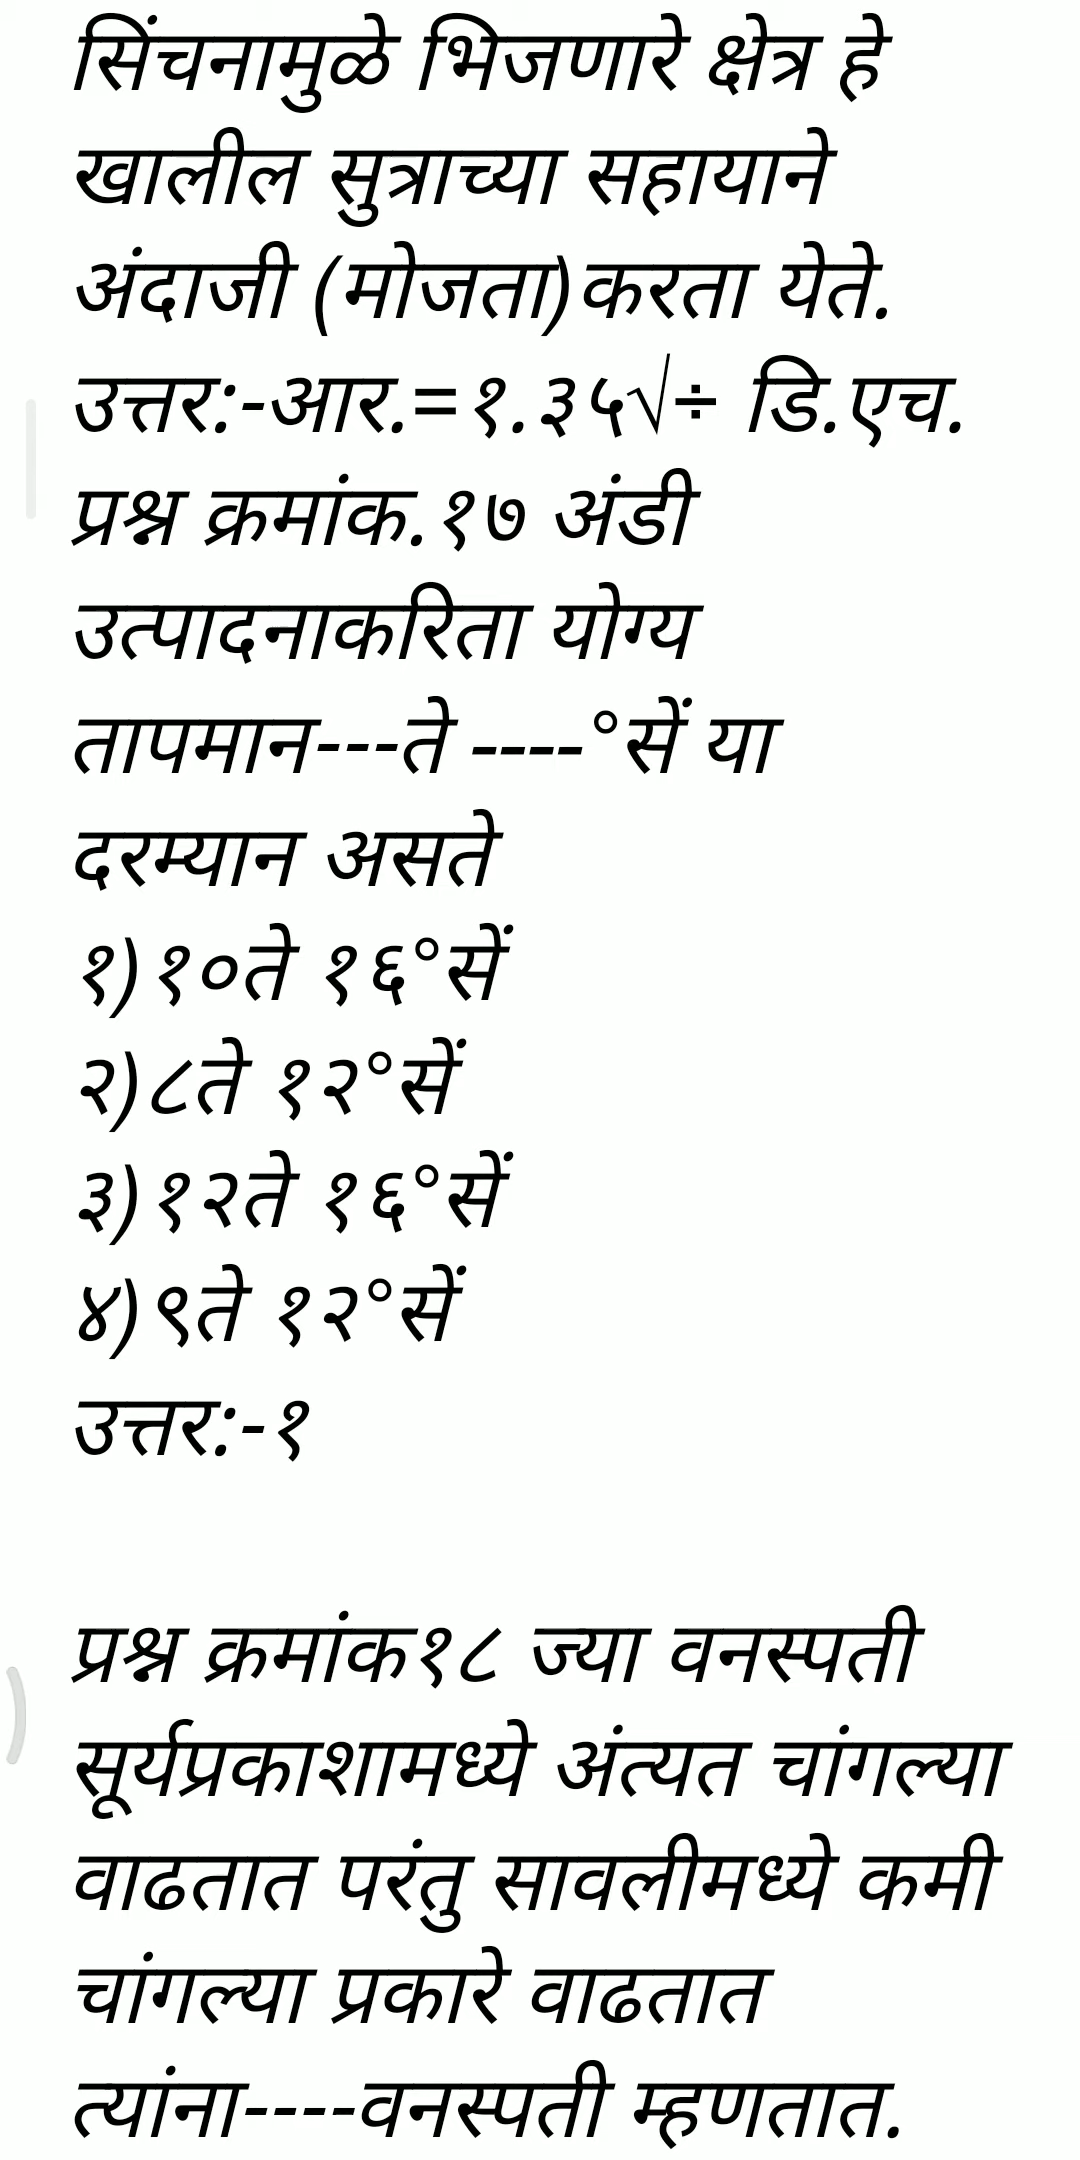 सिंचनामुळे भिजणारे क्षेत्र हे
खालील सुत्राच्या सहायाने
अंदाजी (मोजता)करता येते.
उत्तर:-आर.=१.३५√÷ डि.एच.
प्रश्न क्रमांक.१७ अंडी
उत्पादनाकरिता योग्य
तापमान---ते ----°सें या
दरम्यान असते
१)१०ते १६°सें
२)८ते १२°सें
३)१२ते १६°सें
४)९ते १२°सें
उत्तर:-१
प्रश्न क्रमांक१८ ज्या वनस्पती
सूर्यप्रकाशामध्ये अंत्यत चांगल्या
वाढतात परंतु सावलीमध्ये कमी
चांगल्या प्रकारे वाढतात
त्यांना----वनस्पती म्हणतात.